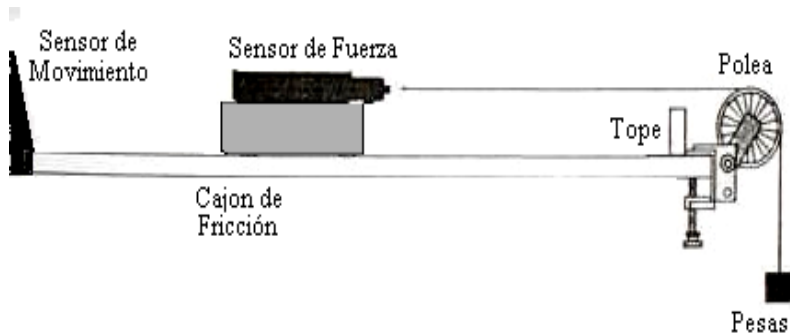 Sensor de
Movimiento
Sensor de Fuerza
Polea
Tope
Cajon de
Fricción
Pesas